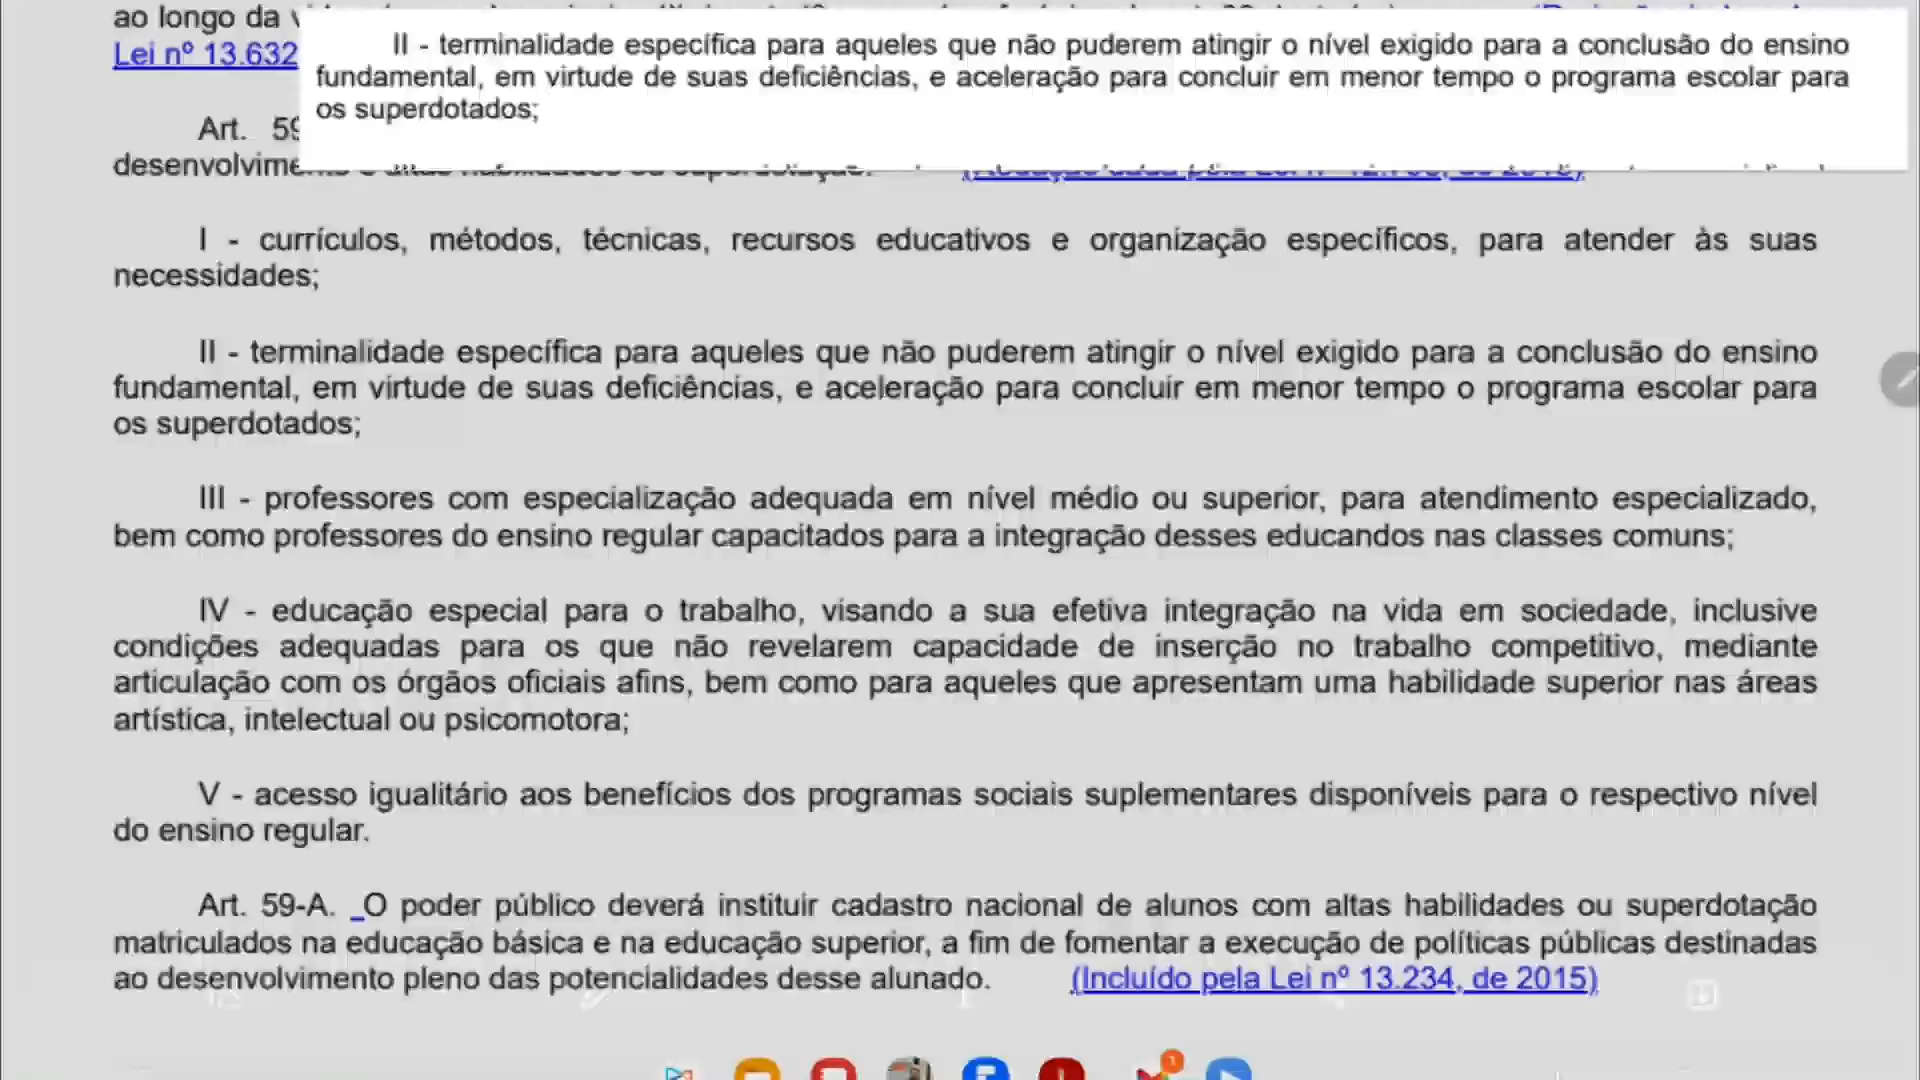 ao longo da
Lei nº 13.632
II - terminalidade específica para aqueles que não puderem atingir o nível exigido para a conclusão do ensino
fundamental, em virtude de suas deficiências, e aceleração para concluir em menor tempo o programa escolar para
os superdotados;
Art. 59
desenvolvimento e altas habilidades ou superdotação.
I - currículos, métodos, técnicas, recursos educativos e organização específicos, para atender às suas
necessidades;
II - terminalidade específica para aqueles que não puderem atingir o nível exigido para a conclusão do ensino
fundamental, em virtude de suas deficiências, e aceleração para concluir em menor tempo o programa escolar para
os superdotados;
III - professores com especialização adequada em nível médio ou superior, para atendimento especializado,
bem como professores do ensino regular capacitados para a integração desses educandos nas classes comuns;
IV - educação especial para o trabalho, visando a sua efetiva integração na vida em sociedade, inclusive
condições adequadas para os que não revelarem capacidade de inserção no trabalho competitivo, mediante
articulação com os órgãos oficiais afins, bem como para aqueles que apresentam uma habilidade superior nas áreas
artística, intelectual ou psicomotora;
V - acesso igualitário aos benefícios dos programas sociais suplementares disponíveis para o respectivo nível
do ensino regular.
Art. 59-A. O poder público deverá instituir cadastro nacional de alunos com altas habilidades ou superdotação
matriculados na educação básica e na educação superior, a fim de fomentar a execução de políticas públicas destinadas
ao desenvolvimento pleno das potencialidades desse alunado. (Incluído pela Lei nº 13.234, de 2015)
1